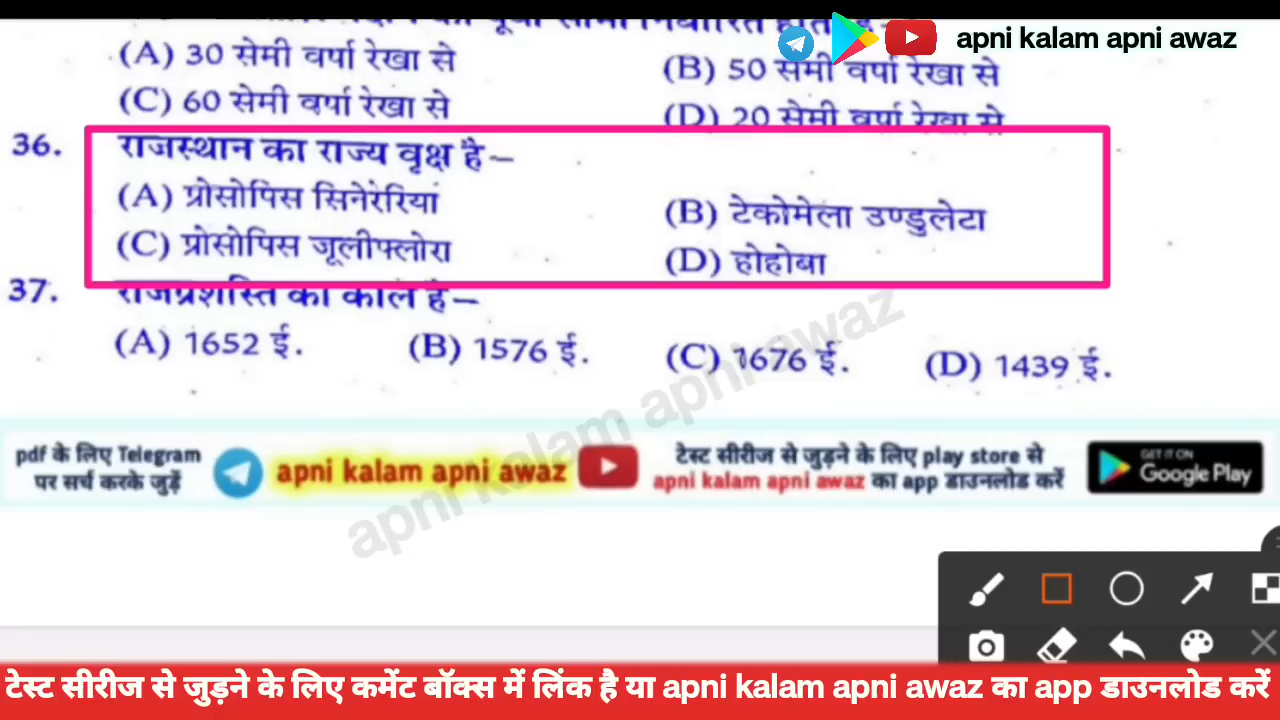 apni kalam apni awaz
(A) 30 सेमी वर्षा रेखा से
(B) 50 सेमी वर्षा रेखा से
(C) 60 सेमी वर्षा रेखा से
(D) 20 सेमी वर्षा रेखा से
36. राजस्थान का राज्य वृक्ष है–
(A) प्रोसोपिस सिनेरेरिया
(B) टेकोमेला उण्डुलेटा
(C) प्रोसोपिस जूलीफ्लोरा
(D) होहोबा
37. राजप्रशस्ति का काल है–
(A) 1652 ई. (B) 1576 ई. (C) 1676 ई. (D) 1439 ई.
apni kalam apni awaz
pdf के लिए Telegram
पर सर्च करके जुड़ें
apni kalam apni awaz
टेस्ट सीरीज से जुड़ने के लिए play store से
apni kalam apni awaz का app डाउनलोड करें
GET IT ON
Google Play
टेस्ट सीरीज से जुड़ने के लिए कमेंट बॉक्स में लिंक है या apni kalam apni awaz का app डाउनलोड करें